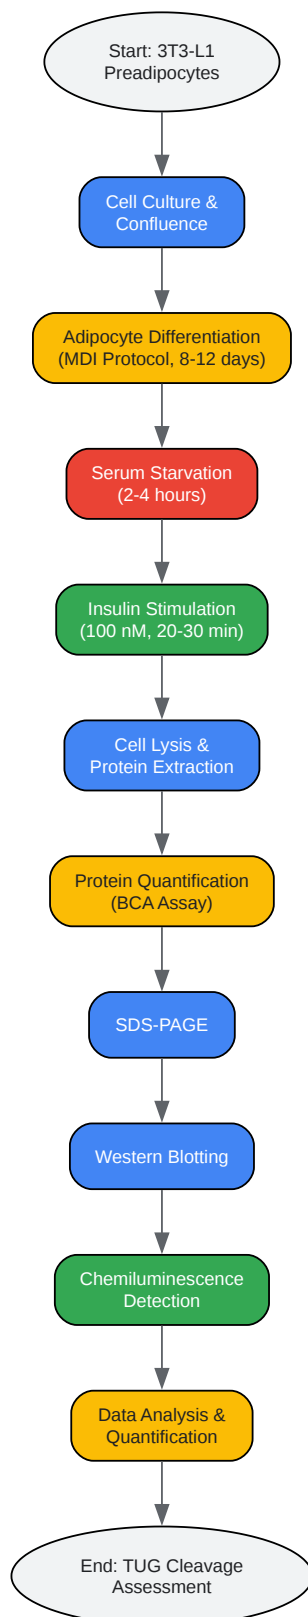 Start: 3T3-L1
Preadipocytes
Cell Culture &
Confluence
Adipocyte Differentiation
(MDI Protocol, 8-12 days)
Serum Starvation
(2-4 hours)
Insulin Stimulation
(100 nM, 20-30 min)
Cell Lysis &
Protein Extraction
Protein Quantification
(BCA Assay)
SDS-PAGE
Western Blotting
Chemiluminescence
Detection
Data Analysis &
Quantification
End: TUG Cleavage
Assessment